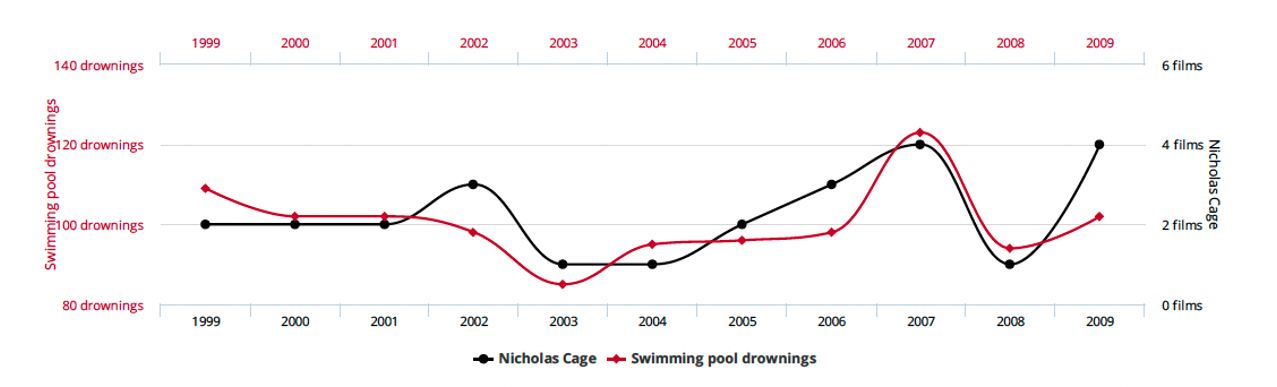 1999 2000 2001 2002 2003 2004 2005 2006 2007 2008 2009
140 drownings 6 films
120 drownings 4 films
100 drownings 2 films
80 drownings 0 films
Swimming pool drownings
Nicholas Cage
1999 2000 2001 2002 2003 2004 2005 2006 2007 2008 2009
Nicholas Cage Swimming pool drownings